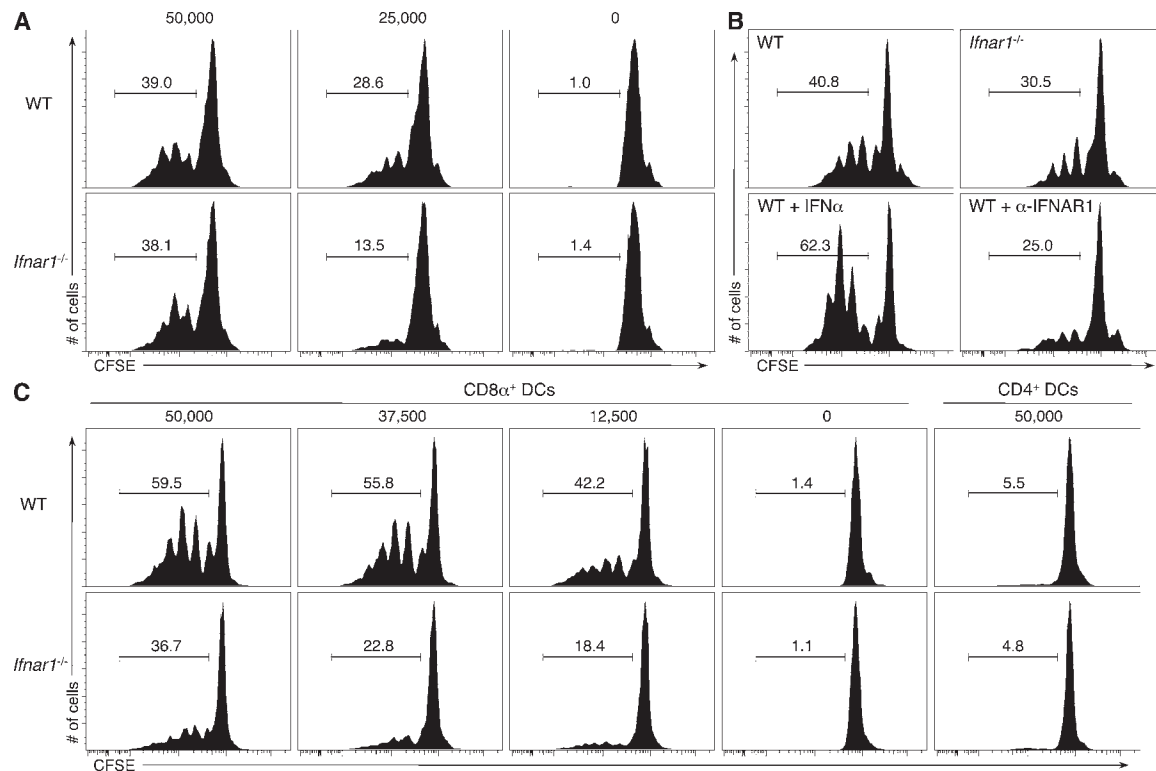 A
50,000 25,000 0
WT
39.0 28.6 1.0
Ifnar1-/-
38.1 13.5 1.4
# of cells
CFSE
B
WT Ifnar1-/-
40.8 30.5
WT + IFNα WT + α-IFNAR1
62.3 25.0
# of cells
CFSE
C
CD8α+ DCs CD4+ DCs
50,000 37,500 12,500 0 50,000
WT
59.5 55.8 42.2 1.4 5.5
Ifnar1-/-
36.7 22.8 18.4 1.1 4.8
# of cells
CFSE